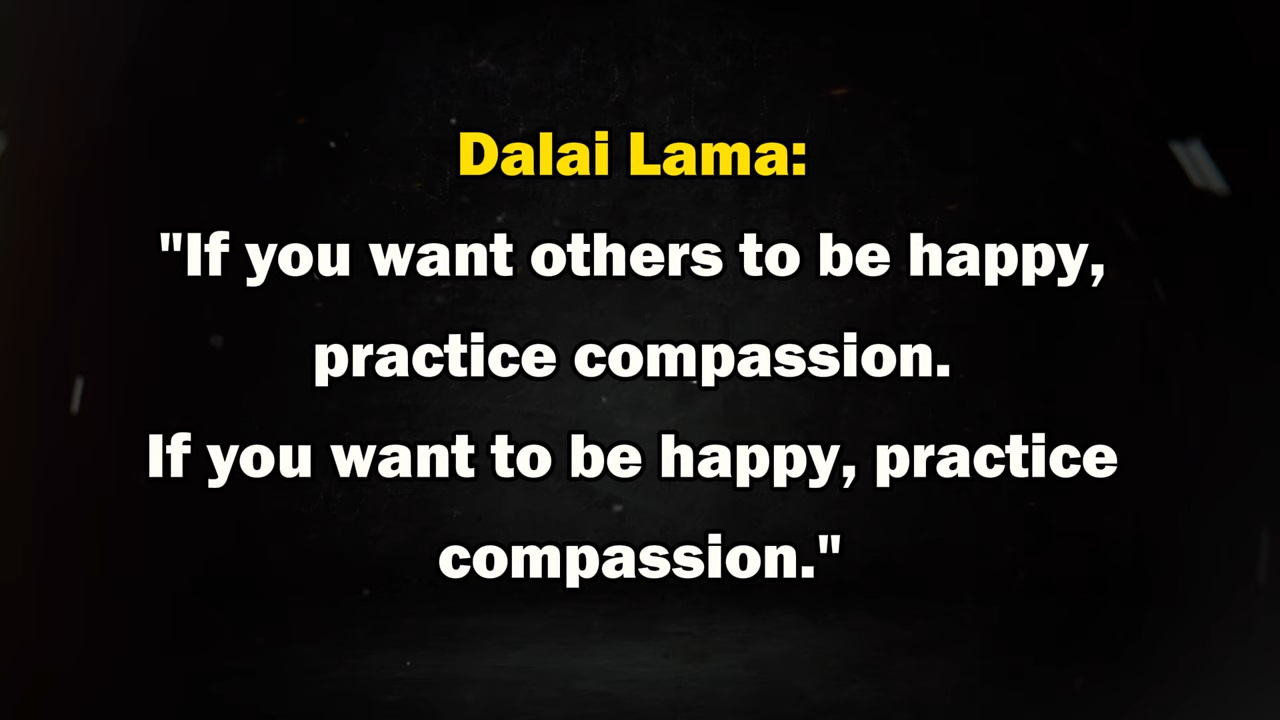 Dalai Lama:
"If you want others to be happy,
practice compassion.
If you want to be happy, practice
compassion."